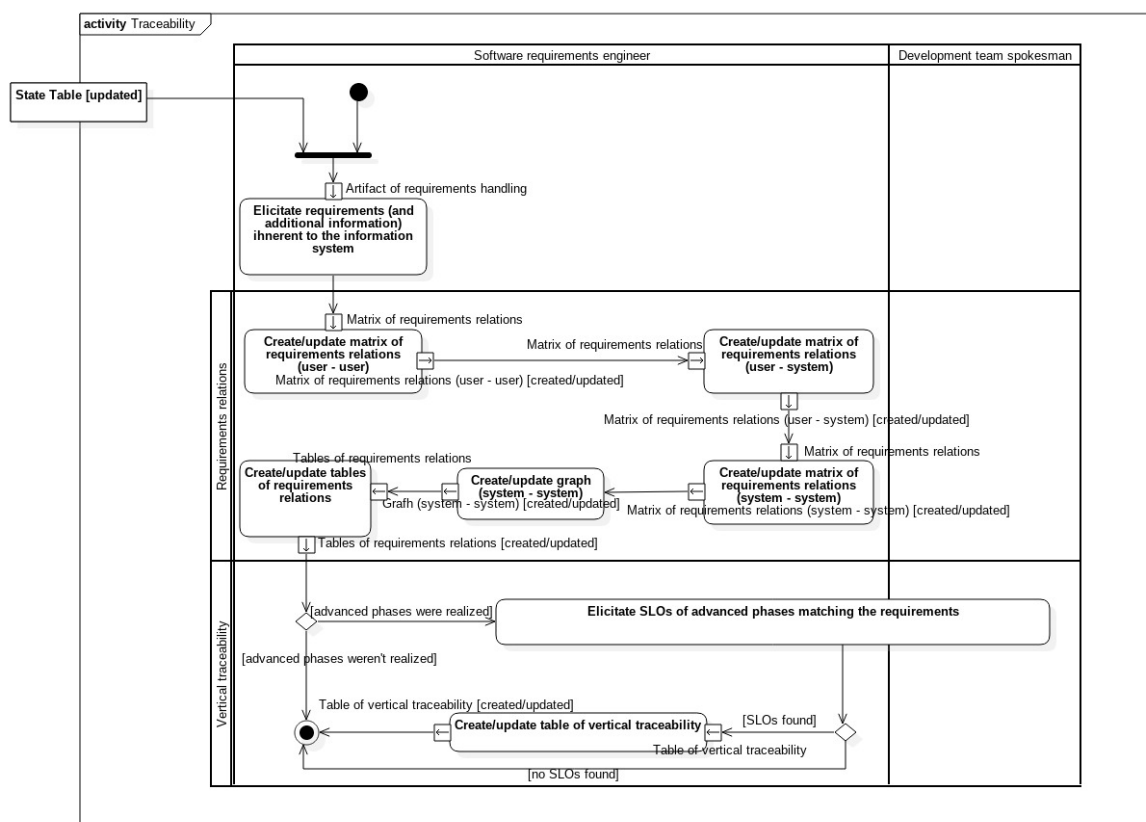 activity Traceability
Software requirements engineer
Development team spokesman
State Table [updated]
Artifact of requirements handling
Elicitate requirements (and
additional information)
ihnerent to the information
system
Requirements relations
Matrix of requirements relations
Create/update matrix of
requirements relations
(user - user)
Matrix of requirements relations (user - user) [created/updated]
Matrix of requirements relations
Create/update matrix of
requirements relations
(user - system)
Matrix of requirements relations (user - system) [created/updated]
Matrix of requirements relations
Create/update matrix of
requirements relations
(system - system)
Matrix of requirements relations (system - system) [created/updated]
Create/update graph
(system - system)
Grafh (system - system) [created/updated]
Tables of requirements relations
Create/update tables
of requirements
relations
Tables of requirements relations [created/updated]
Vertical traceability
[advanced phases were realized]
Elicitate SLOs of advanced phases matching the requirements
[advanced phases weren't realized]
Table of vertical traceability [created/updated]
Create/update table of vertical traceability
[SLOs found]
Table of vertical traceability
[no SLOs found]